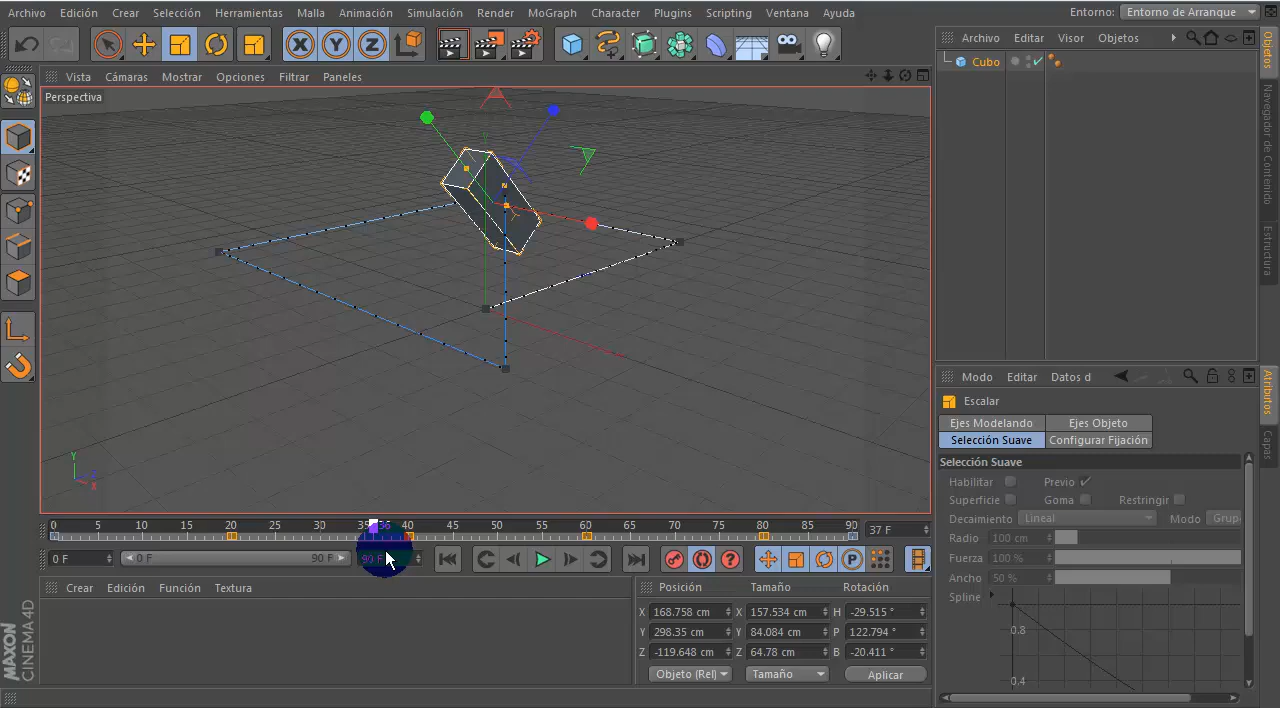 Archivo Edición Crear Selección Herramientas Malla Animación Simulación Render MoGraph Character Plugins Scripting Ventana Ayuda Entorno: Entorno de Arranque
X Y Z
Vista Cámaras Mostrar Opciones Filtrar Paneles
Perspectiva
Archivo Editar Visor Objetos
Cubo
Objetos
Navegador de Contenido
Estructura
Y
Z
X
Modo Editar Datos d
Escalar
Ejes Modelando Ejes Objeto
Selección Suave Configurar Fijación
Selección Suave
Habilitar Previo
Superficie Goma Restringir
Decaimiento Lineal Modo Grup
Radio 100 cm
Fuerza 100 %
Ancho 50 %
Spline
0.8
0.4
Atributos
Capas
0 5 10 15 20 25 30 35 36 40 45 50 55 60 65 70 75 80 85 90 37 F
0 F 0 F 90 F 90 F
P
Crear Edición Función Textura
Posición Tamaño Rotación
X 168.758 cm X 157.534 cm H -29.515 °
Y 298.35 cm Y 84.084 cm P 122.794 °
Z -119.648 cm Z 64.78 cm B -20.411 °
Objeto (Rel) Tamaño Aplicar
MAXON
CINEMA 4D